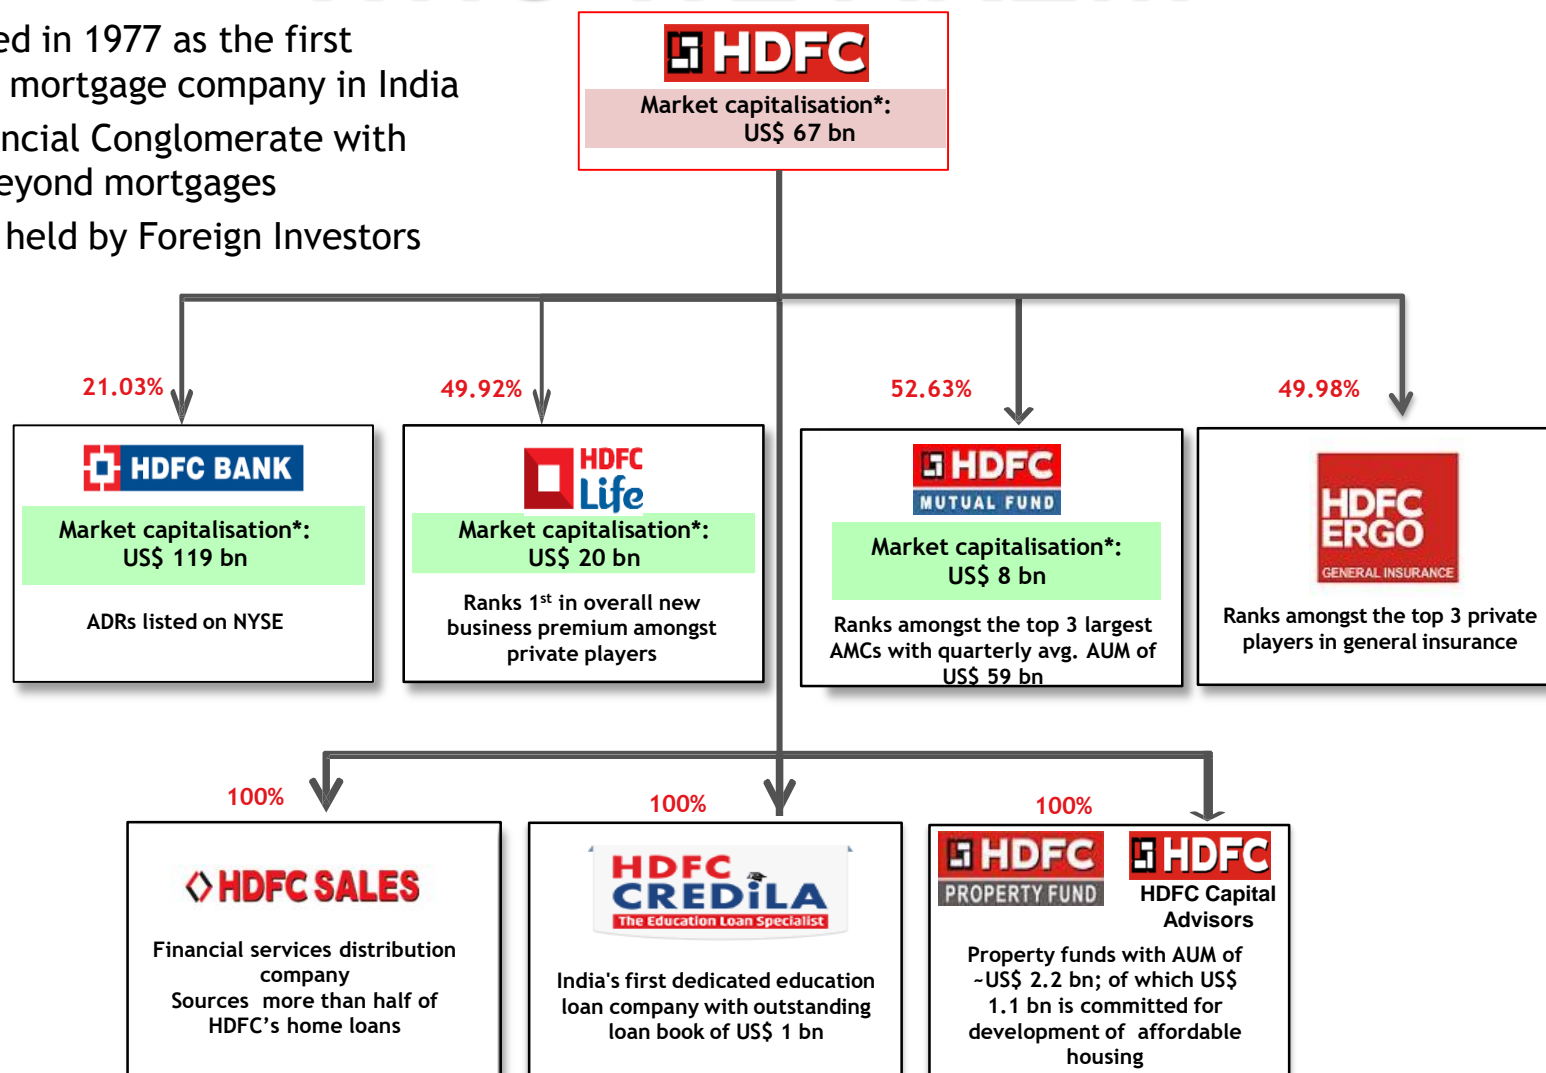 ed in 1977 as the first
mortgage company in India
ncial Conglomerate with
eyond mortgages
held by Foreign Investors
HDFC
Market capitalisation*:
US$ 67 bn
21.03%
49.92%
52.63%
49.98%
HDFC BANK
Market capitalisation*:
US$ 119 bn
ADRs listed on NYSE
HDFC
Life
Market capitalisation*:
US$ 20 bn
Ranks 1st in overall new
business premium amongst
private players
HDFC
MUTUAL FUND
Market capitalisation*:
US$ 8 bn
Ranks amongst the top 3 largest
AMCs with quarterly avg. AUM of
US$ 59 bn
HDFC
ERGO
GENERAL INSURANCE
Ranks amongst the top 3 private
players in general insurance
100%
100%
100%
HDFC SALES
Financial services distribution
company
Sources more than half of
HDFC’s home loans
HDFC
CREDiLA
The Education Loan Specialist
India's first dedicated education
loan company with outstanding
loan book of US$ 1 bn
HDFC
PROPERTY FUND
HDFC
HDFC Capital
Advisors
Property funds with AUM of
~US$ 2.2 bn; of which US$
1.1 bn is committed for
development of affordable
housing